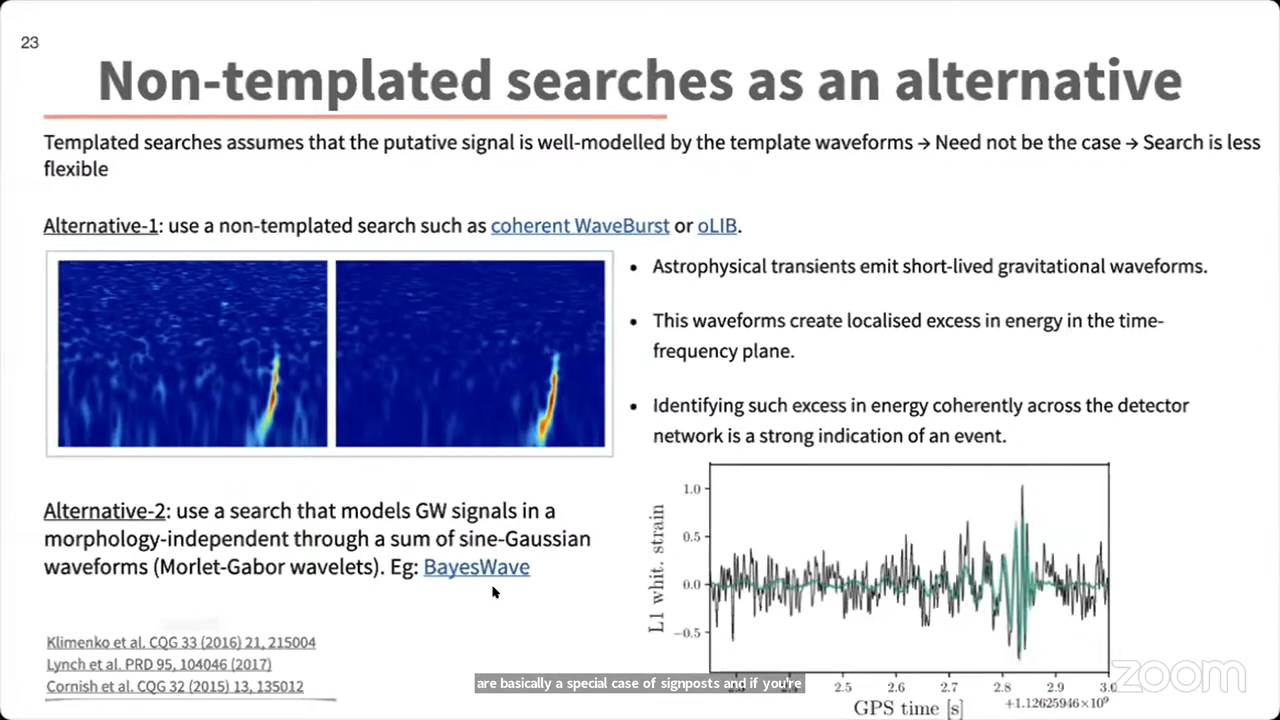 23
Non-templated searches as an alternative
Templated searches assumes that the putative signal is well-modelled by the template waveforms → Need not be the case → Search is less
flexible
Alternative-1: use a non-templated search such as coherent WaveBurst or oLIB.
• Astrophysical transients emit short-lived gravitational waveforms.
• This waveforms create localised excess in energy in the time-
frequency plane.
• Identifying such excess in energy coherently across the detector
network is a strong indication of an event.
Alternative-2: use a search that models GW signals in a
morphology-independent through a sum of sine-Gaussian
waveforms (Morlet-Gabor wavelets). Eg: BayesWave
Klimenko et al. CQG 33 (2016) 21, 215004
Lynch et al. PRD 95, 104046 (2017)
Cornish et al. CQG 32 (2015) 13, 135012
L1 whit. strain
1.0
0.5
0.0
−0.5
2.5 2.6 2.7 2.8 2.9 3.0
GPS time [s]
+1.12625946×10⁹
are basically a special case of signposts and if you're
zoom